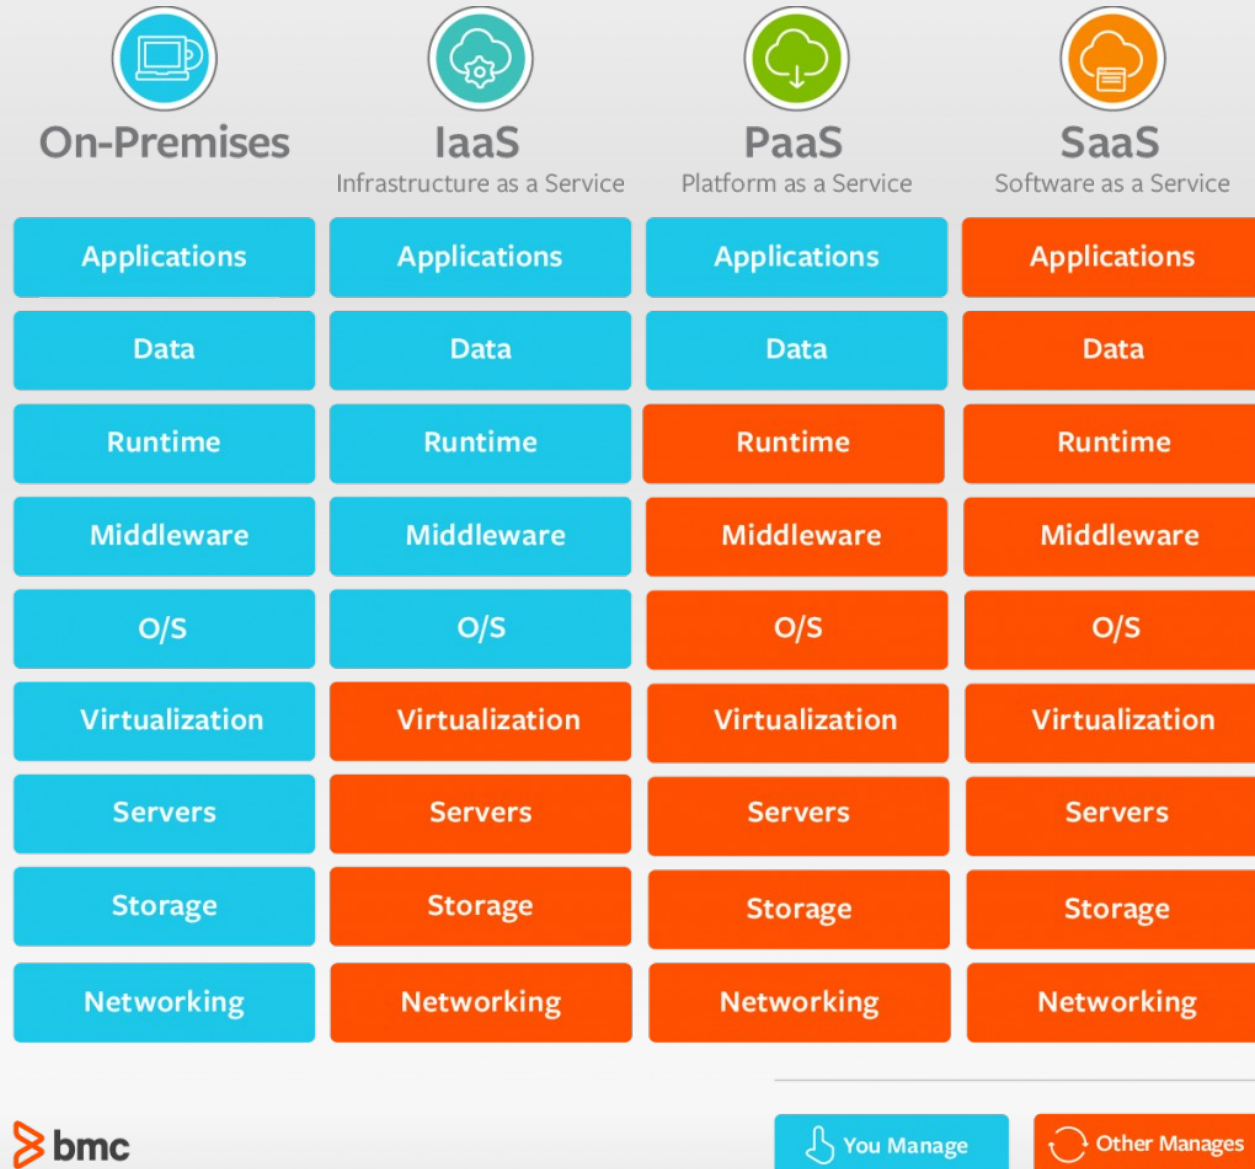 On-Premises
IaaS
Infrastructure as a Service
PaaS
Platform as a Service
SaaS
Software as a Service
Applications Applications Applications Applications
Data Data Data Data
Runtime Runtime Runtime Runtime
Middleware Middleware Middleware Middleware
O/S O/S O/S O/S
Virtualization Virtualization Virtualization Virtualization
Servers Servers Servers Servers
Storage Storage Storage Storage
Networking Networking Networking Networking
bmc
You Manage
Other Manages